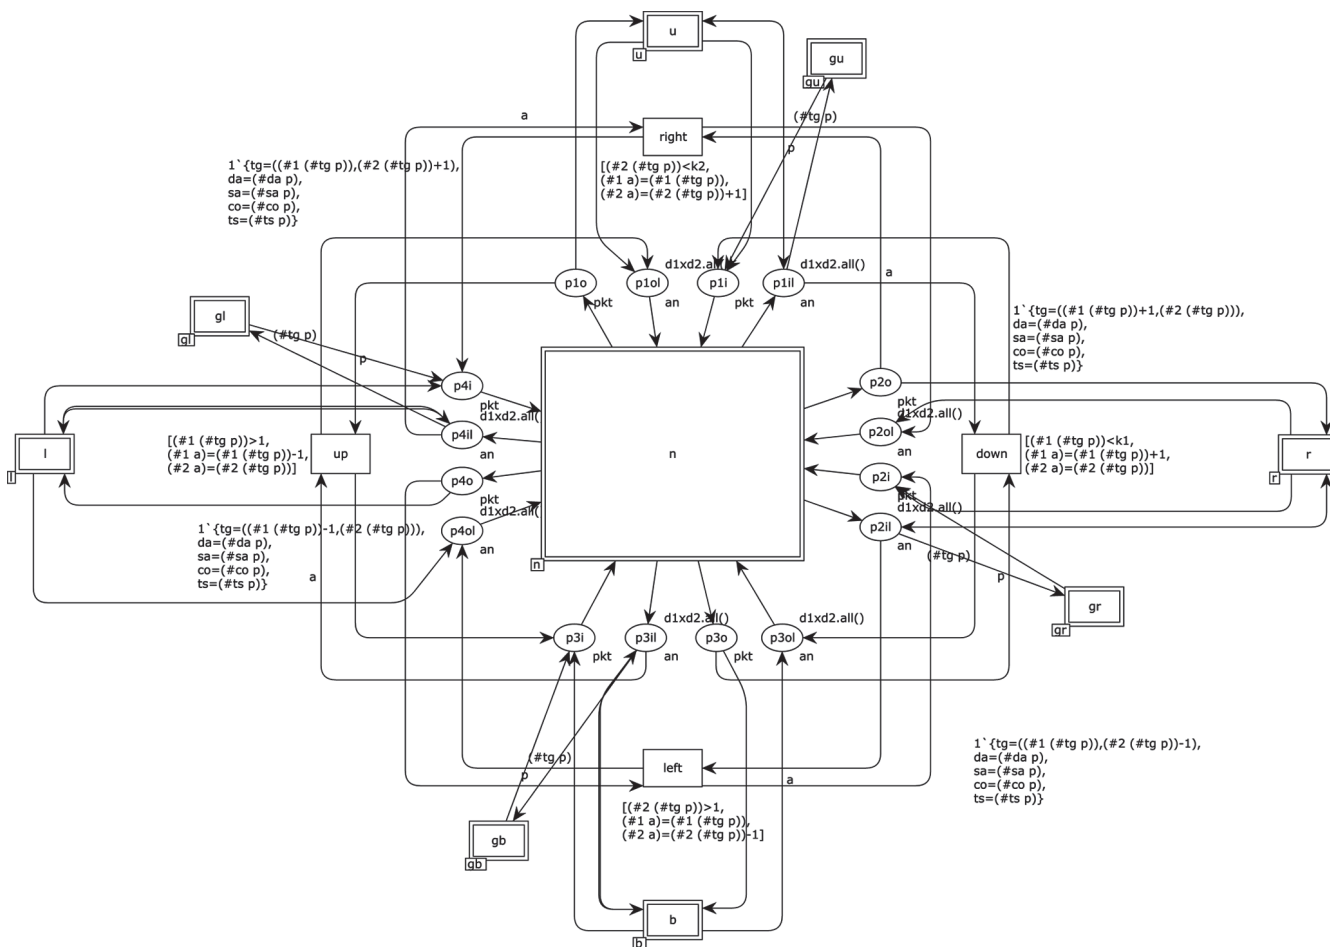 u
u
gu
gu
a
(#tg p)
right
p
1`{tg=((#1 (#tg p)),(#2 (#tg p))+1),
da=(#da p),
sa=(#sa p),
co=(#co p),
ts=(#ts p)}
[(#2 (#tg p))<k2,
(#1 a)=(#1 (#tg p)),
(#2 a)=(#2 (#tg p))+1]
d1xd2.all()
d1xd2.all()
a
p1o
p1ol
p1i
p1il
pkt
an
pkt
an
gl
gl
(#tg p)
p
1`{tg=((#1 (#tg p))+1,(#2 (#tg p))),
da=(#da p),
sa=(#sa p),
co=(#co p),
ts=(#ts p)}
p4i
pkt
d1xd2.all()
p2o
pkt
d1xd2.all()
p4il
an
p2ol
an
l
l
[(#1 (#tg p))>1,
(#1 a)=(#1 (#tg p))-1,
(#2 a)=(#2 (#tg p))]
up
n
n
down
[(#1 (#tg p))<k1,
(#1 a)=(#1 (#tg p))+1,
(#2 a)=(#2 (#tg p))]
r
r
p4o
pkt
d1xd2.all()
p2i
pkt
d1xd2.all()
p4ol
an
p2il
an
1`{tg=((#1 (#tg p))-1,(#2 (#tg p))),
da=(#da p),
sa=(#sa p),
co=(#co p),
ts=(#ts p)}
a
(#tg p)
p
gr
gr
d1xd2.all()
d1xd2.all()
p3i
p3il
p3o
p3ol
pkt
an
pkt
an
(#tg p)
p
left
a
1`{tg=((#1 (#tg p)),(#2 (#tg p))-1),
da=(#da p),
sa=(#sa p),
co=(#co p),
ts=(#ts p)}
[(#2 (#tg p))>1,
(#1 a)=(#1 (#tg p)),
(#2 a)=(#2 (#tg p))-1]
gb
gb
b
b